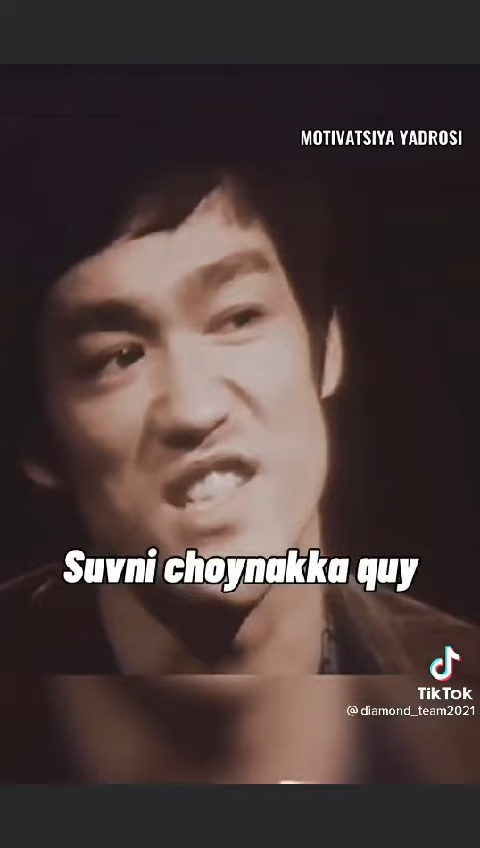 MOTIVATSIYA YADROSI
Suvni choynakka quy
TikTok
@diamond_team2021